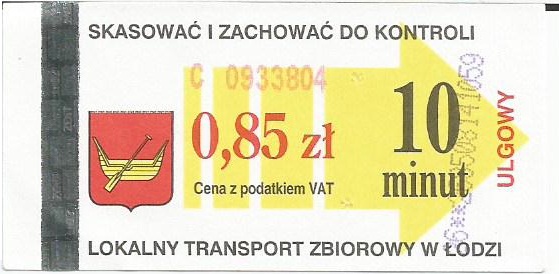 SKASOWAĆ I ZACHOWAĆ DO KONTROLI
C 0933804
0,85 zł
10
minut
ULGOWY
Cena z podatkiem VAT
LOKALNY TRANSPORT ZBIOROWY W ŁODZI